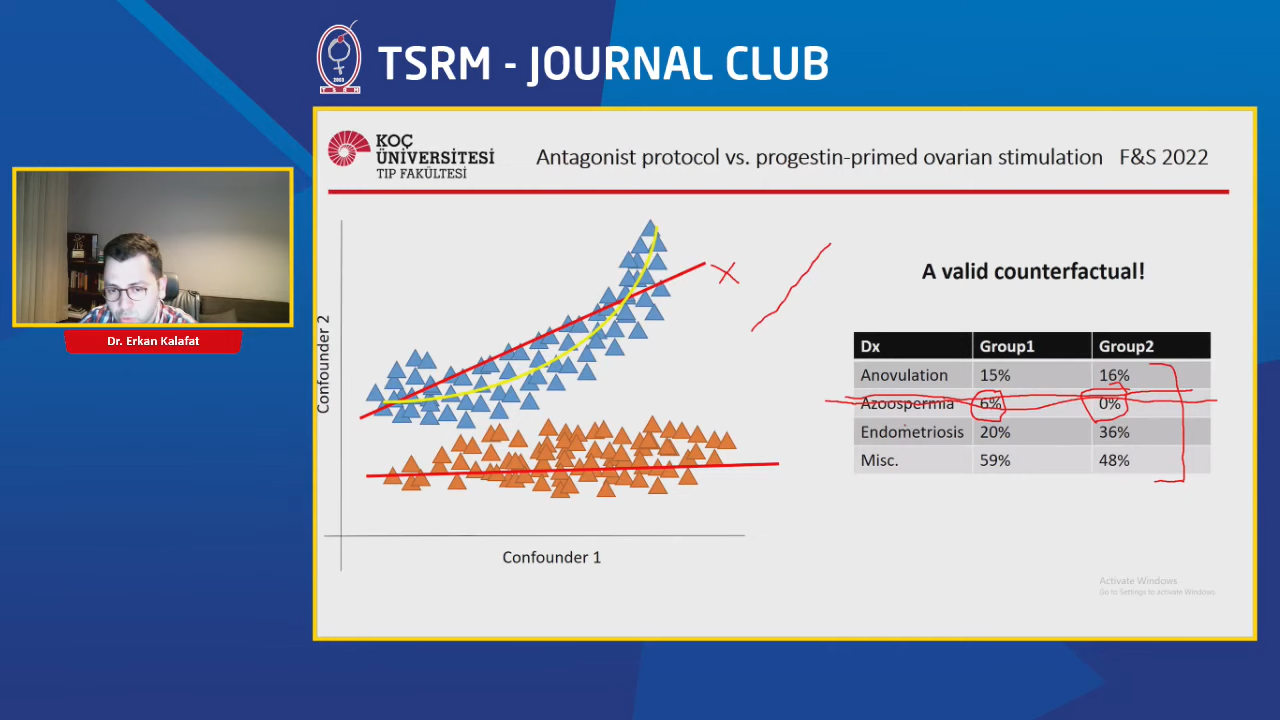 TSRM - JOURNAL CLUB
2003
T S R M
KOÇ
ÜNİVERSİTESİ
TIP FAKÜLTESİ
Antagonist protocol vs. progestin-primed ovarian stimulation F&S 2022
Dr. Erkan Kalafat
Confounder 2
Confounder 1
X
A valid counterfactual!
Dx Group1 Group2
Anovulation 15% 16%
Azoospermia 6% 0%
Endometriosis 20% 36%
Misc. 59% 48%
Activate Windows
Go to Settings to activate Windows.